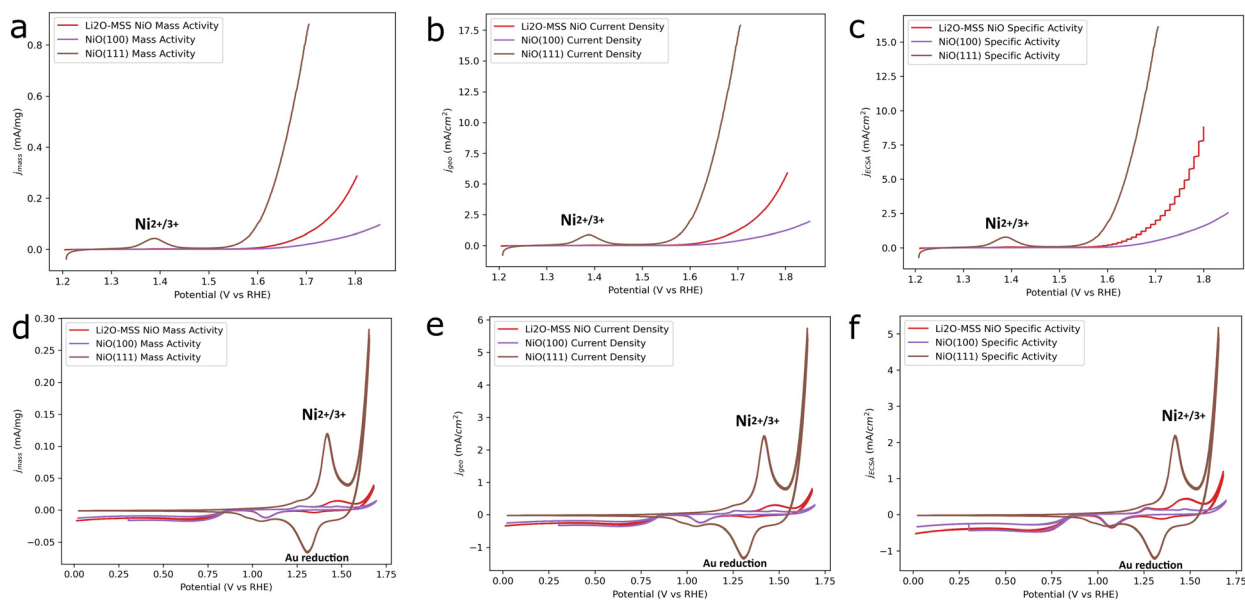 a
Li2O-MSS NiO Mass Activity
NiO(100) Mass Activity
NiO(111) Mass Activity
Ni2+/3+
jmass (mA/mg)
0.8
0.6
0.4
0.2
0.0
1.2 1.3 1.4 1.5 1.6 1.7 1.8
Potential (V vs RHE)
b
Li2O-MSS NiO Current Density
NiO(100) Current Density
NiO(111) Current Density
Ni2+/3+
jgeo (mA/cm2)
17.5
15.0
12.5
10.0
7.5
5.0
2.5
0.0
1.2 1.3 1.4 1.5 1.6 1.7 1.8
Potential (V vs RHE)
c
Li2O-MSS NiO Specific Activity
NiO(100) Specific Activity
NiO(111) Specific Activity
Ni2+/3+
jECSA (mA/cm2)
15.0
12.5
10.0
7.5
5.0
2.5
0.0
1.2 1.3 1.4 1.5 1.6 1.7 1.8
Potential (V vs RHE)
d
Li2O-MSS NiO Mass Activity
NiO(100) Mass Activity
NiO(111) Mass Activity
Ni2+/3+
Au reduction
jmass (mA/mg)
0.30
0.25
0.20
0.15
0.10
0.05
0.00
−0.05
0.00 0.25 0.50 0.75 1.00 1.25 1.50 1.75
Potential (V vs RHE)
e
Li2O-MSS NiO Current Density
NiO(100) Current Density
NiO(111) Current Density
Ni2+/3+
Au reduction
jgeo (mA/cm2)
6
5
4
3
2
1
0
−1
0.00 0.25 0.50 0.75 1.00 1.25 1.50 1.75
Potential (V vs RHE)
f
Li2O-MSS NiO Specific Activity
NiO(100) Specific Activity
NiO(111) Specific Activity
Ni2+/3+
Au reduction
jECSA (mA/cm2)
5
4
3
2
1
0
−1
0.00 0.25 0.50 0.75 1.00 1.25 1.50 1.75
Potential (V vs RHE)